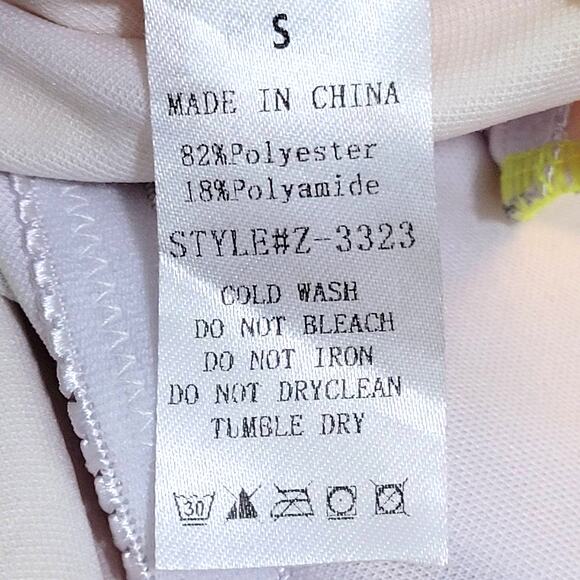 S
MADE IN CHINA
82%Polyester
18%Polyamide
STYLE#Z-3323
COLD WASH
DO NOT BLEACH
DO NOT IRON
DO NOT DRYCLEAN
TUMBLE DRY
30